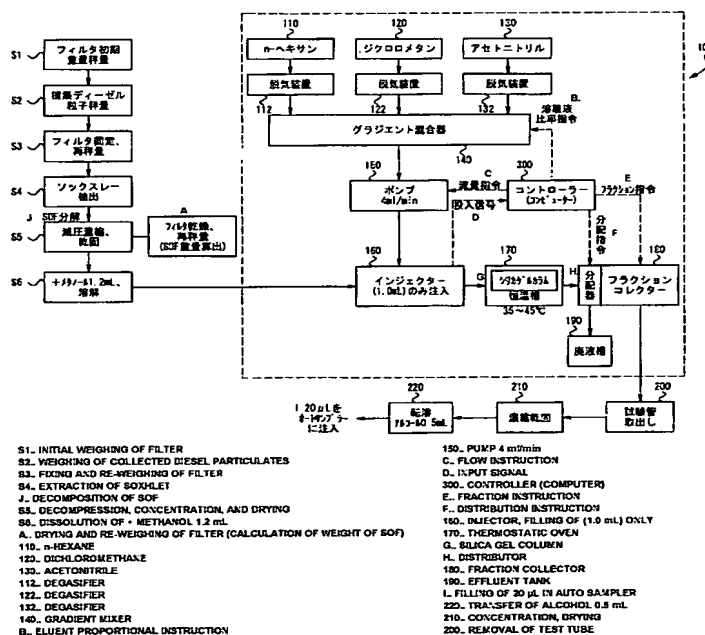 S1
フィルタ初期
重量秤量
S2
捕集ディーゼル
粒子秤量
S3
フィルタ固定、
再秤量
S4
ソックスレー
抽出
J
SOF分解
S5
減圧濃縮、
乾固
A
フィルタ乾燥、
再秤量
(SOF重量算出)
S6
+メタノール1.2mL、
溶解
110
n-ヘキサン
120
ジクロロメタン
130
アセトニトリル
脱気装置
脱気装置
脱気装置
112
122
132
B
溶離液
比率指令
グラジエント混合器
140
150
ポンプ
4ml/min
C
流量指令
投入信号
D
300
コントローラー
(コンピューター)
E
フラクション指令
分配指令
F
160
インジェクター
(1.0mL)のみ注入
G
170
シリカゲルカラム
恒温槽
35~45℃
H
分配器
180
フラクション
コレクター
190
廃液槽
200
試験管
取出し
210
濃縮乾固
220
転溶
アルコール0.5mL
I 20μLを
オートサンプラー
に注入
S1... INITIAL WEIGHING OF FILTER
S2... WEIGHING OF COLLECTED DIESEL PARTICULATES
S3... FIXING AND RE-WEIGHING OF FILTER
S4... EXTRACTION OF SOXHLET
J... DECOMPOSITION OF SOF
S5... DECOMPRESSION, CONCENTRATION, AND DRYING
S6... DISSOLUTION OF + METHANOL 1.2 mL
A... DRYING AND RE-WEIGHING OF FILTER (CALCULATION OF WEIGHT OF SOF)
110... n-HEXANE
120... DICHLOROMETHANE
130... ACETONITRILE
112... DEGASIFIER
122... DEGASIFIER
132... DEGASIFIER
140... GRADIENT MIXER
B... ELUENT PROPORTIONAL INSTRUCTION
150... PUMP 4 ml/min
C... FLOW INSTRUCTION
D... INPUT SIGNAL
300... CONTROLLER (COMPUTER)
E... FRACTION INSTRUCTION
F... DISTRIBUTION INSTRUCTION
160... INJECTOR, FILLING OF (1.0 mL) ONLY
170... THERMOSTATIC OVEN
G... SILICA GEL COLUMN
H... DISTRIBUTOR
180... FRACTION COLLECTOR
190... EFFLUENT TANK
I... FILLING OF 20 μL IN AUTO SAMPLER
220... TRANSFER OF ALCOHOL 0.5 mL
210... CONCENTRATION, DRYING
200... REMOVAL OF TEST TUBE